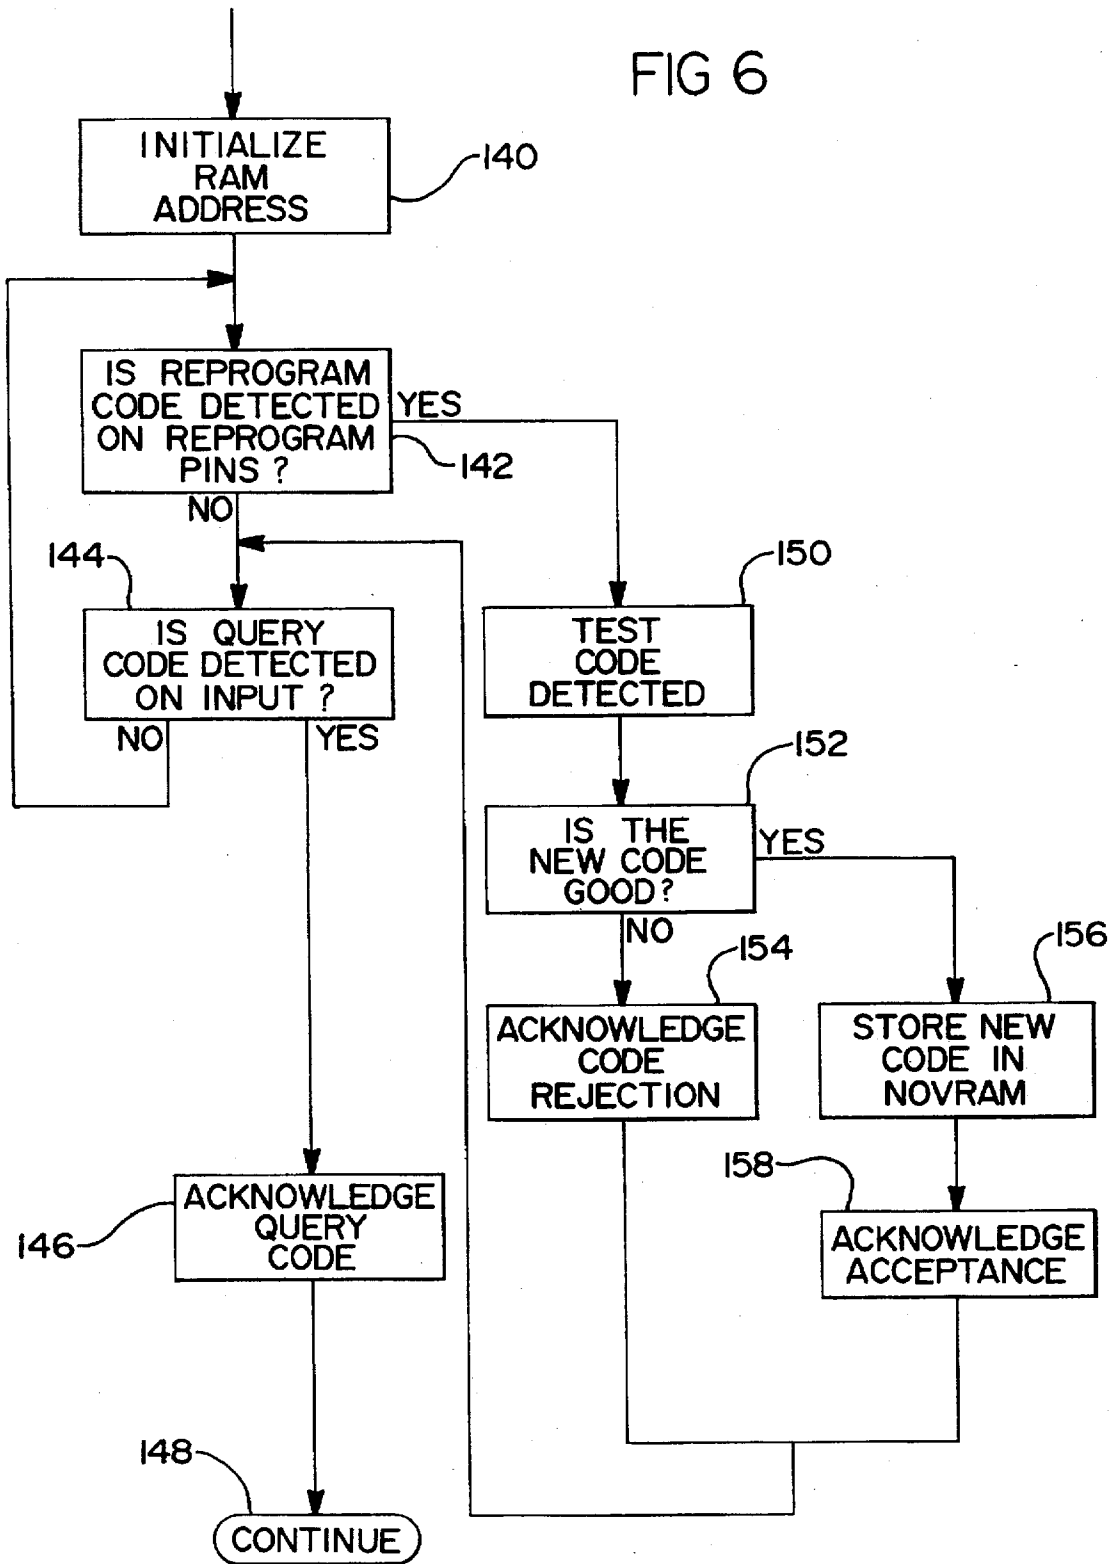 FIG 6
INITIALIZE
RAM
ADDRESS
140
IS REPROGRAM
CODE DETECTED
ON REPROGRAM
PINS ?
YES
142
NO
144
IS QUERY
CODE DETECTED
ON INPUT ?
NO
YES
150
TEST
CODE
DETECTED
152
IS THE
NEW CODE
GOOD?
YES
NO
154
ACKNOWLEDGE
CODE
REJECTION
156
STORE NEW
CODE IN
NOVRAM
158
ACKNOWLEDGE
ACCEPTANCE
ACKNOWLEDGE
QUERY
CODE
146
148
CONTINUE